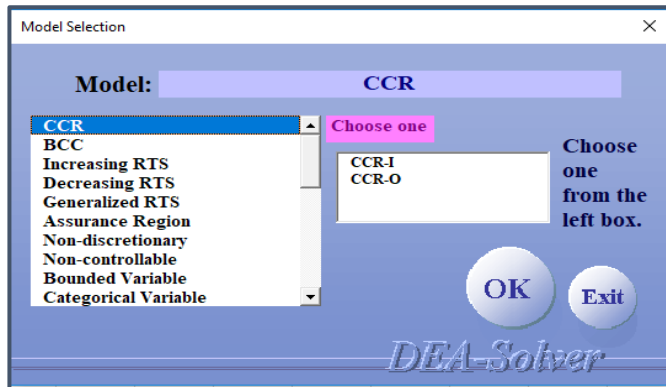 Model Selection
Model: CCR
CCR
BCC
Increasing RTS
Decreasing RTS
Generalized RTS
Assurance Region
Non-discretionary
Non-controllable
Bounded Variable
Categorical Variable
Choose one
CCR-I
CCR-O
Choose
one
from the
left box.
OK
Exit
DEA-Solver